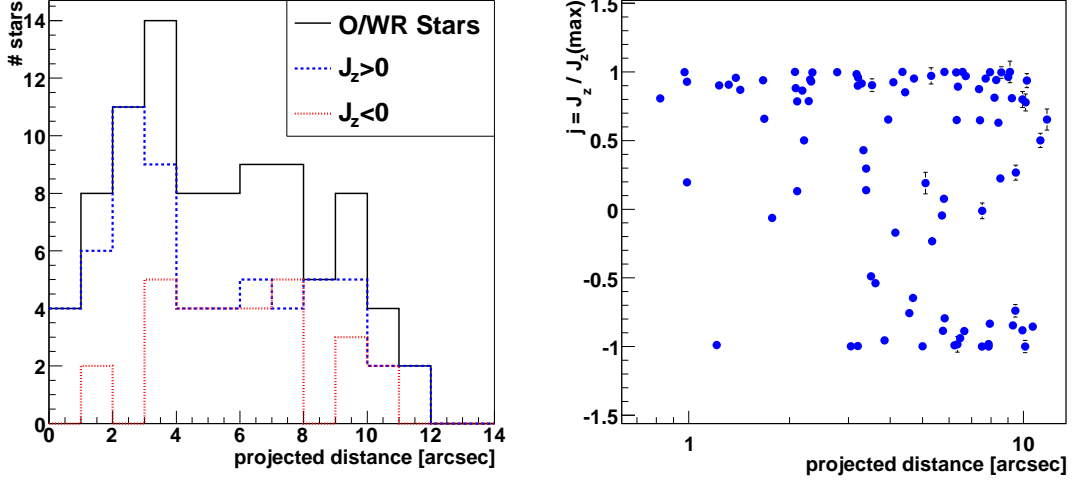 # stars
14
12
10
8
6
4
2
0
0 2 4 6 8 10 12 14
projected distance [arcsec]
O/WR Stars
J_z>0
J_z<0
j = J_z / J_z(max)
1.5
1
0.5
0
-0.5
-1
-1.5
1 10
projected distance [arcsec]